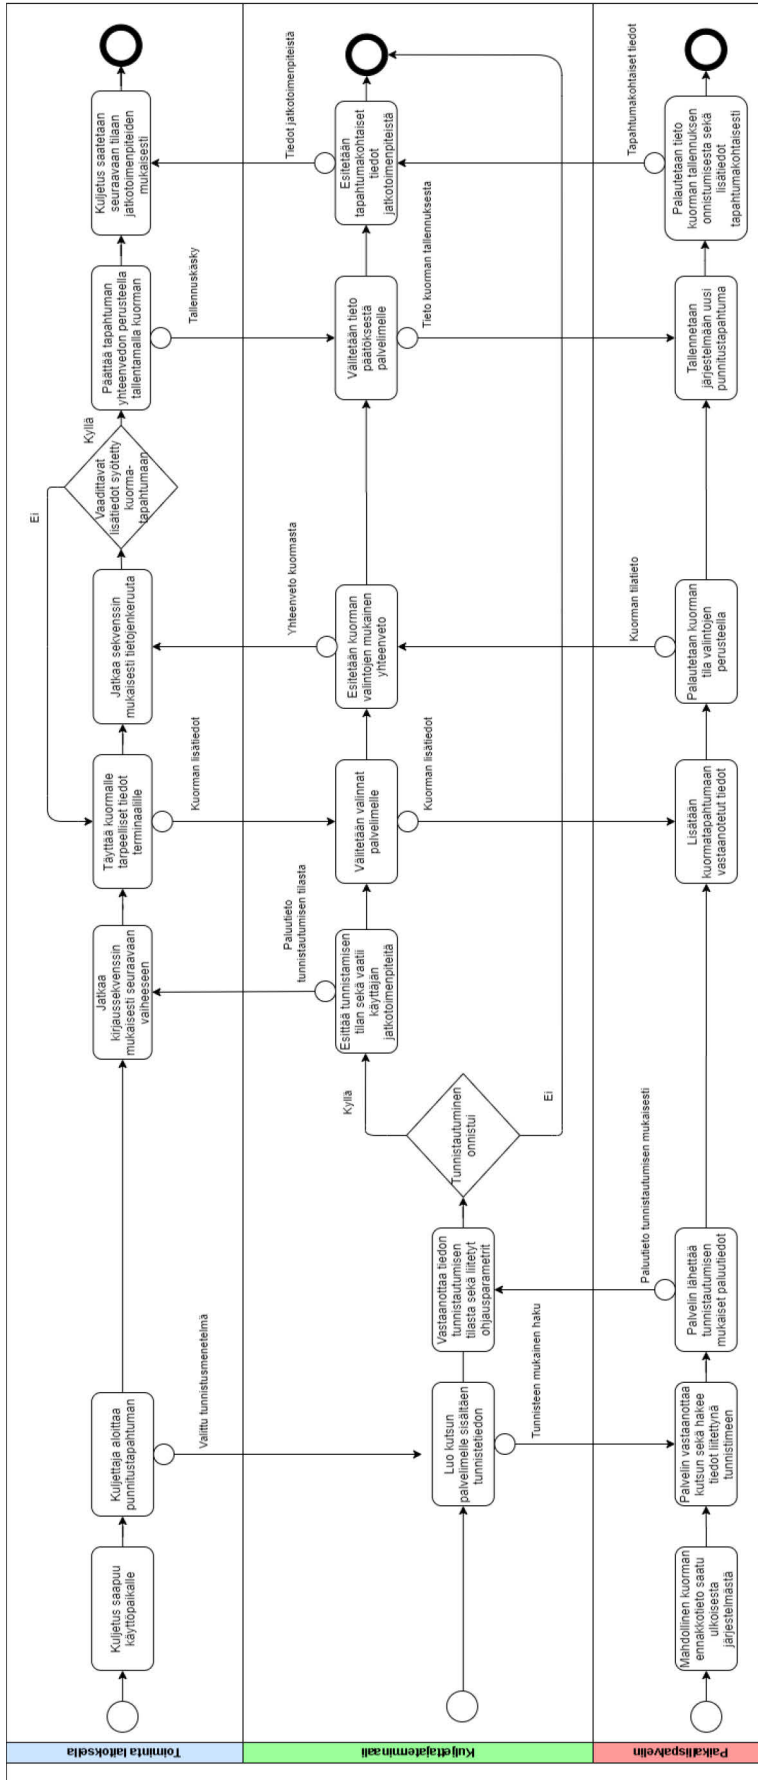 Toiminta laitoksella
Kuljetus saapuu
käyttöpaikalle
Kuljettaja aloittaa
punnitustapahtuman
Valittu tunnistusmenetelmä
Jatkaa
kirjaussekvenssin
mukaisesti seuraavaan
vaiheeseen
Täyttää kuormalle
tarpeelliset tiedot
terminaalille
Kuorman lisätiedot
Jatkaa sekvenssin
mukaisesti tietojenkeruuta
Vaadittavat
lisätiedot syötetty
kuorma-
tapahtumaan
Ei
Kyllä
Päättää tapahtuman
yhteenvedon perusteella
tallentamalla kuorman
Tallennuskäsky
Kuljetus saatetaan
seuraavaan tilaan
jatkotoimenpiteiden
mukaisesti
Kuljettajaterminaali
Luo kutsun
palvelimelle sisältäen
tunnistetiedon
Tunnisteen mukainen haku
Vastaanottaa tiedon
tunnistautumisen
tilasta sekä liitetyt
ohjausparametrit
Tunnistautuminen
onnistui
Kyllä
Ei
Esittää tunnistamisen
tilan sekä vaatii
käyttäjän
jatkotoimenpiteitä
Paluutieto
tunnistautumisen tilasta
Välitetään valinnat
palvelimelle
Kuorman lisätiedot
Esitetään kuorman
valintojen mukainen
yhteenveto
Yhteenveto kuormasta
Välitetään tieto
päätöksestä
palvelimelle
Tieto kuorman tallennuksesta
Esitetään
tapahtumakohtaiset
tiedot
jatkotoimenpiteistä
Tiedot jatkotoimenpiteistä
Paikallispalvelin
Mahdollinen kuorman
ennakkotieto saatu
ulkoisesta
järjestelmästä
Palvelin vastaanottaa
kutsun sekä hakee
tiedot liitettynä
tunnistimeen
Palvelin lähettää
tunnistautumisen
mukaiset paluutiedot
Paluutieto tunnistautumisen mukaisesti
Lisätään
kuormatapahtumaan
vastaanotetut tiedot
Palautetaan kuorman
tila valintojen
perusteella
Kuorman tilatieto
Tallennetaan
järjestelmään uusi
punnitustapahtuma
Palautetaan tieto
kuorman tallennuksen
onnistumisesta sekä
lisätiedot
tapahtumakohtaisesti
Tapahtumakohtaiset tiedot